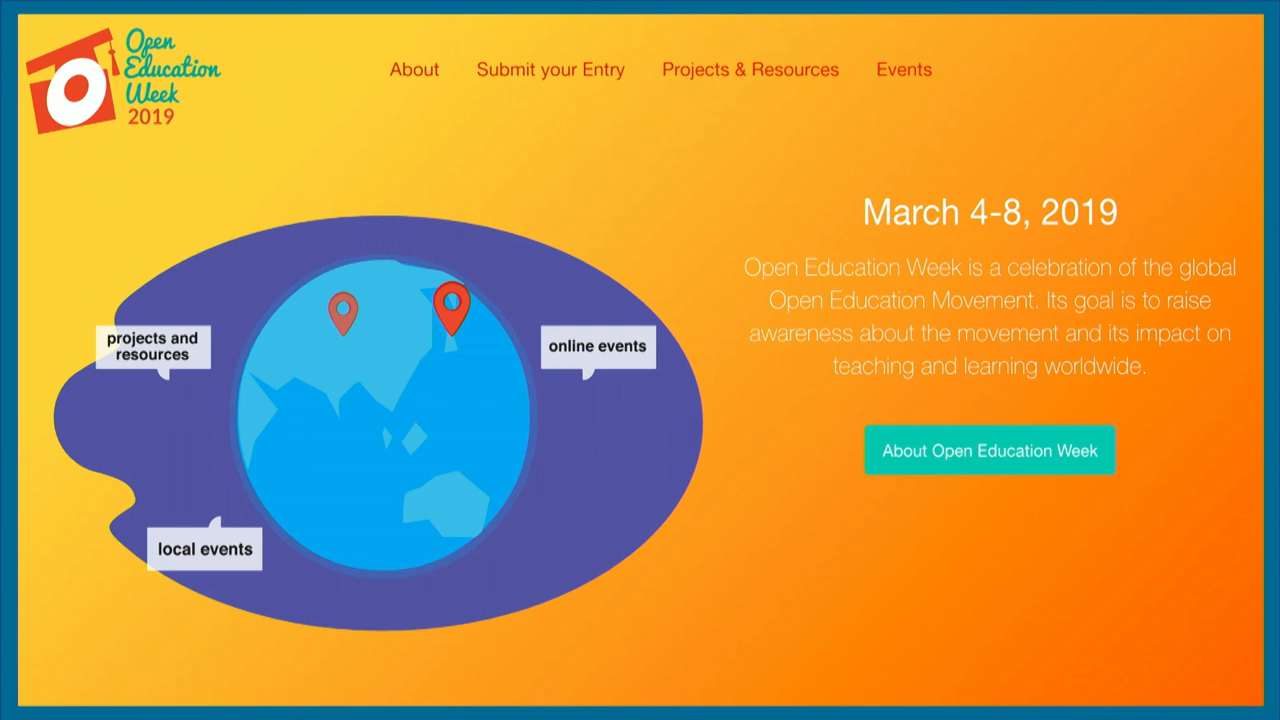 Open
Education
Week
2019
About
Submit your Entry
Projects & Resources
Events
March 4-8, 2019
Open Education Week is a celebration of the global
Open Education Movement. Its goal is to raise
awareness about the movement and its impact on
teaching and learning worldwide.
About Open Education Week
projects and
resources
online events
local events